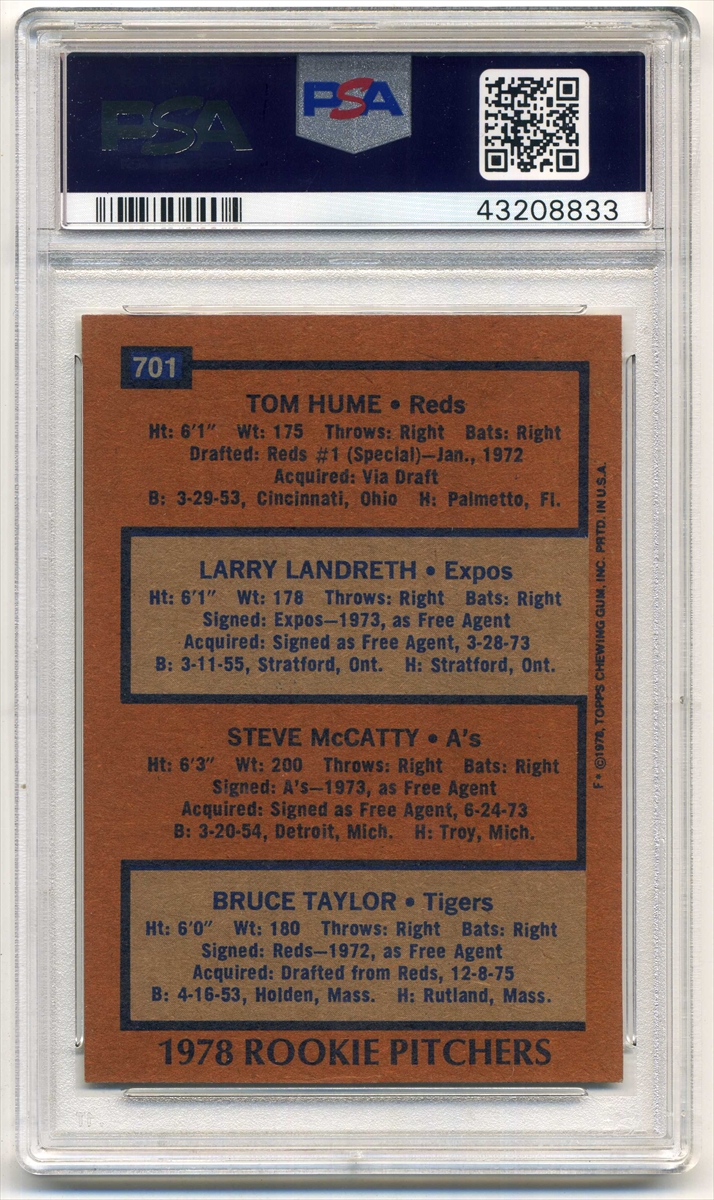 PSA
PSA
43208833
701
TOM HUME • Reds
Ht: 6'1" Wt: 175 Throws: Right Bats: Right
Drafted: Reds #1 (Special)—Jan., 1972
Acquired: Via Draft
B: 3-29-53, Cincinnati, Ohio H: Palmetto, Fl.
LARRY LANDRETH • Expos
Ht: 6'1" Wt: 178 Throws: Right Bats: Right
Signed: Expos—1973, as Free Agent
Acquired: Signed as Free Agent, 3-28-73
B: 3-11-55, Stratford, Ont. H: Stratford, Ont.
STEVE McCATTY • A's
Ht: 6'3" Wt: 200 Throws: Right Bats: Right
Signed: A's—1973, as Free Agent
Acquired: Signed as Free Agent, 6-24-73
B: 3-20-54, Detroit, Mich. H: Troy, Mich.
BRUCE TAYLOR • Tigers
Ht: 6'0" Wt: 180 Throws: Right Bats: Right
Signed: Reds—1972, as Free Agent
Acquired: Drafted from Reds, 12-8-75
B: 4-16-53, Holden, Mass. H: Rutland, Mass.
1978 ROOKIE PITCHERS
F* ©1978, TOPPS CHEWING GUM, INC. PRTD. IN U.S.A.